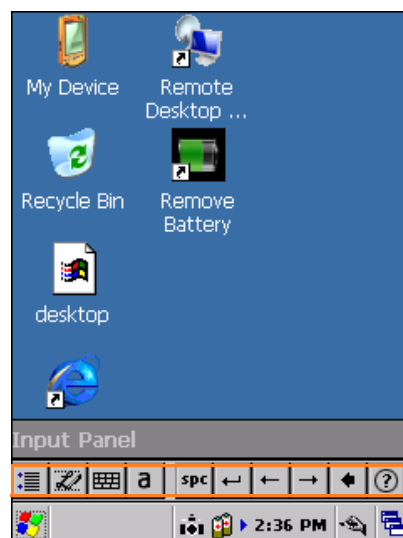 My Device
Remote
Desktop ...
Recycle Bin
Remove
Battery
desktop
Input Panel
a spc ?
2:36 PM